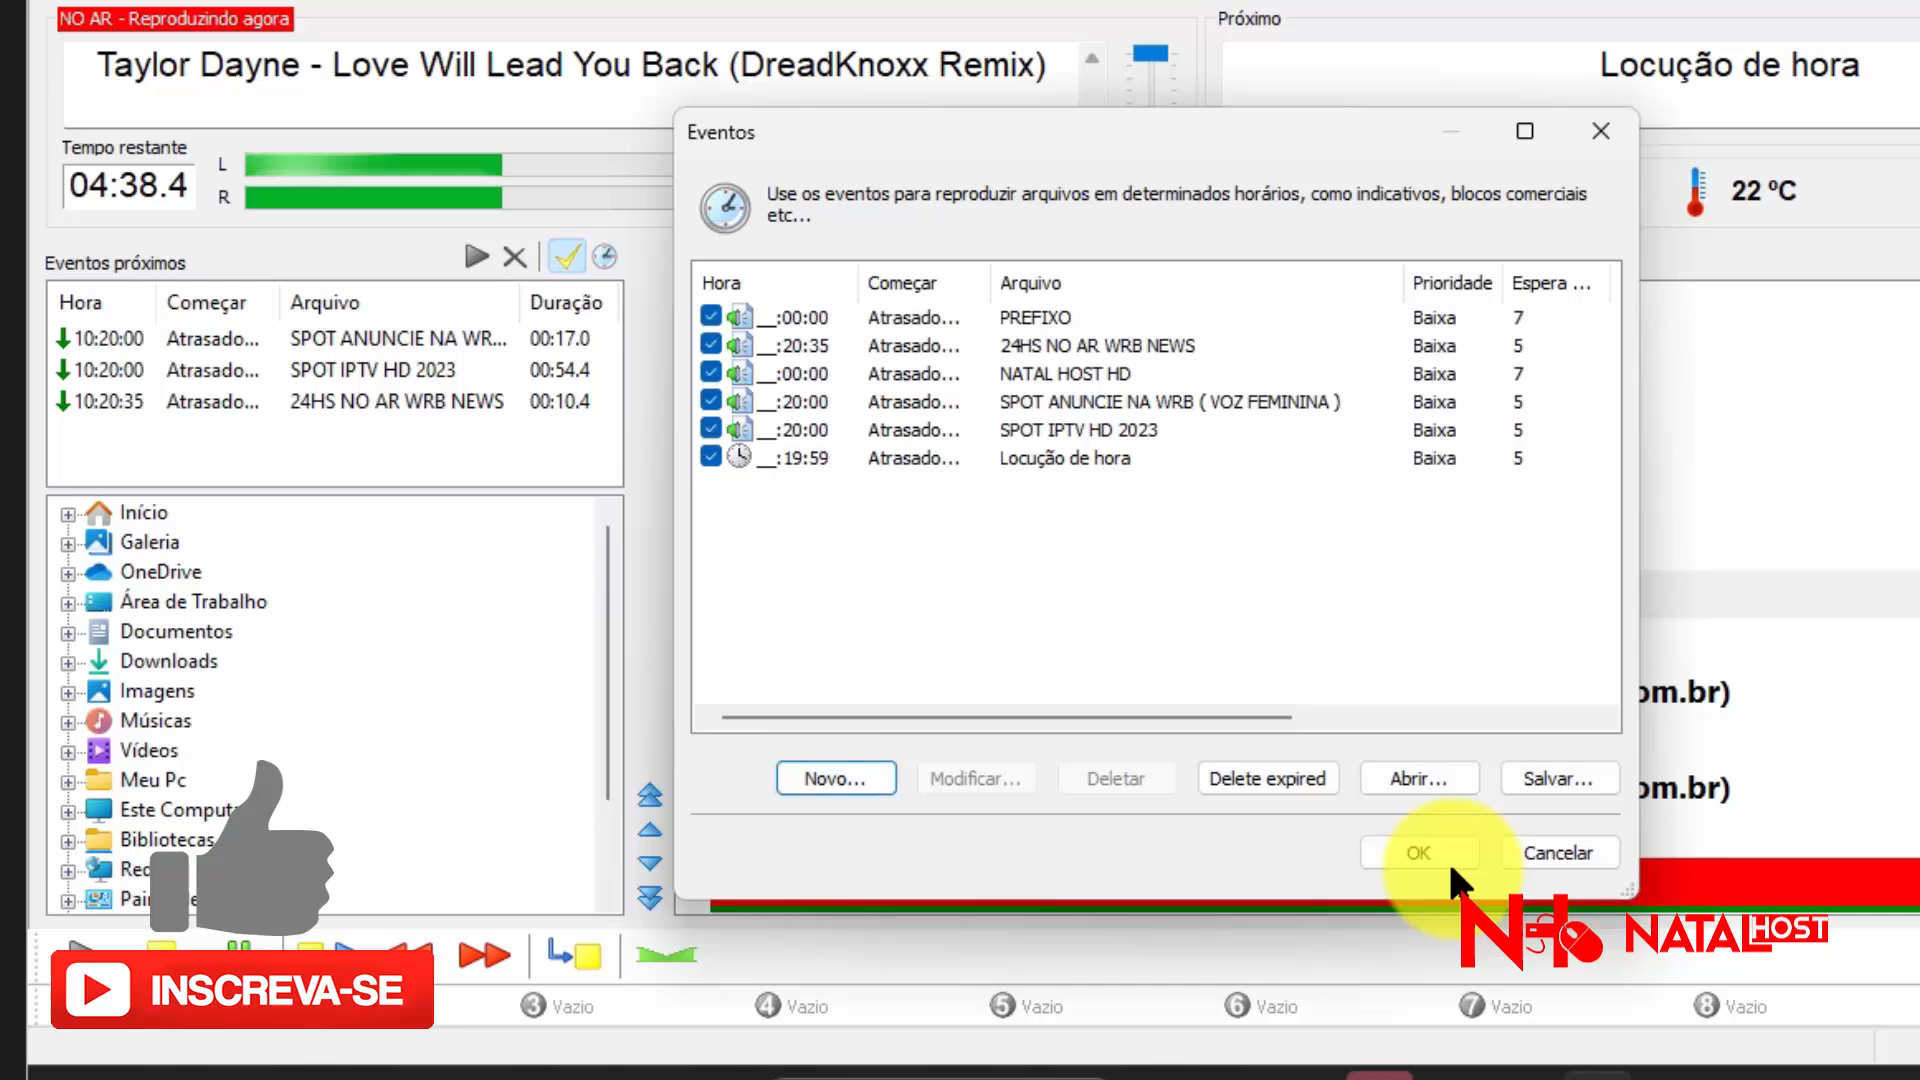 NO AR - Reproduzindo agora
Taylor Dayne - Love Will Lead You Back (DreadKnoxx Remix)
Próximo
Locução de hora
Tempo restante
04:38.4
L
R
22 ºC
Eventos próximos
Hora Começar Arquivo Duração
10:20:00 Atrasado... SPOT ANUNCIE NA WR... 00:17.0
10:20:00 Atrasado... SPOT IPTV HD 2023 00:54.4
10:20:35 Atrasado... 24HS NO AR WRB NEWS 00:10.4
Início
Galeria
OneDrive
Área de Trabalho
Documentos
Downloads
Imagens
Músicas
Vídeos
Meu Pc
Este Comput
Bibliotecas
Eventos
Use os eventos para reproduzir arquivos em determinados horários, como indicativos, blocos comerciais
etc...
Hora Começar Arquivo Prioridade Espera ...
__:00:00 Atrasado... PREFIXO Baixa 7
__:20:35 Atrasado... 24HS NO AR WRB NEWS Baixa 5
__:00:00 Atrasado... NATAL HOST HD Baixa 7
__:20:00 Atrasado... SPOT ANUNCIE NA WRB ( VOZ FEMININA ) Baixa 5
__:20:00 Atrasado... SPOT IPTV HD 2023 Baixa 5
__:19:59 Atrasado... Locução de hora Baixa 5
Novo... Modificar... Deletar Delete expired Abrir... Salvar...
OK Cancelar
om.br)
om.br)
NATAL HOST
INSCREVA-SE
3 Vazio 4 Vazio 5 Vazio 6 Vazio 7 Vazio 8 Vazio